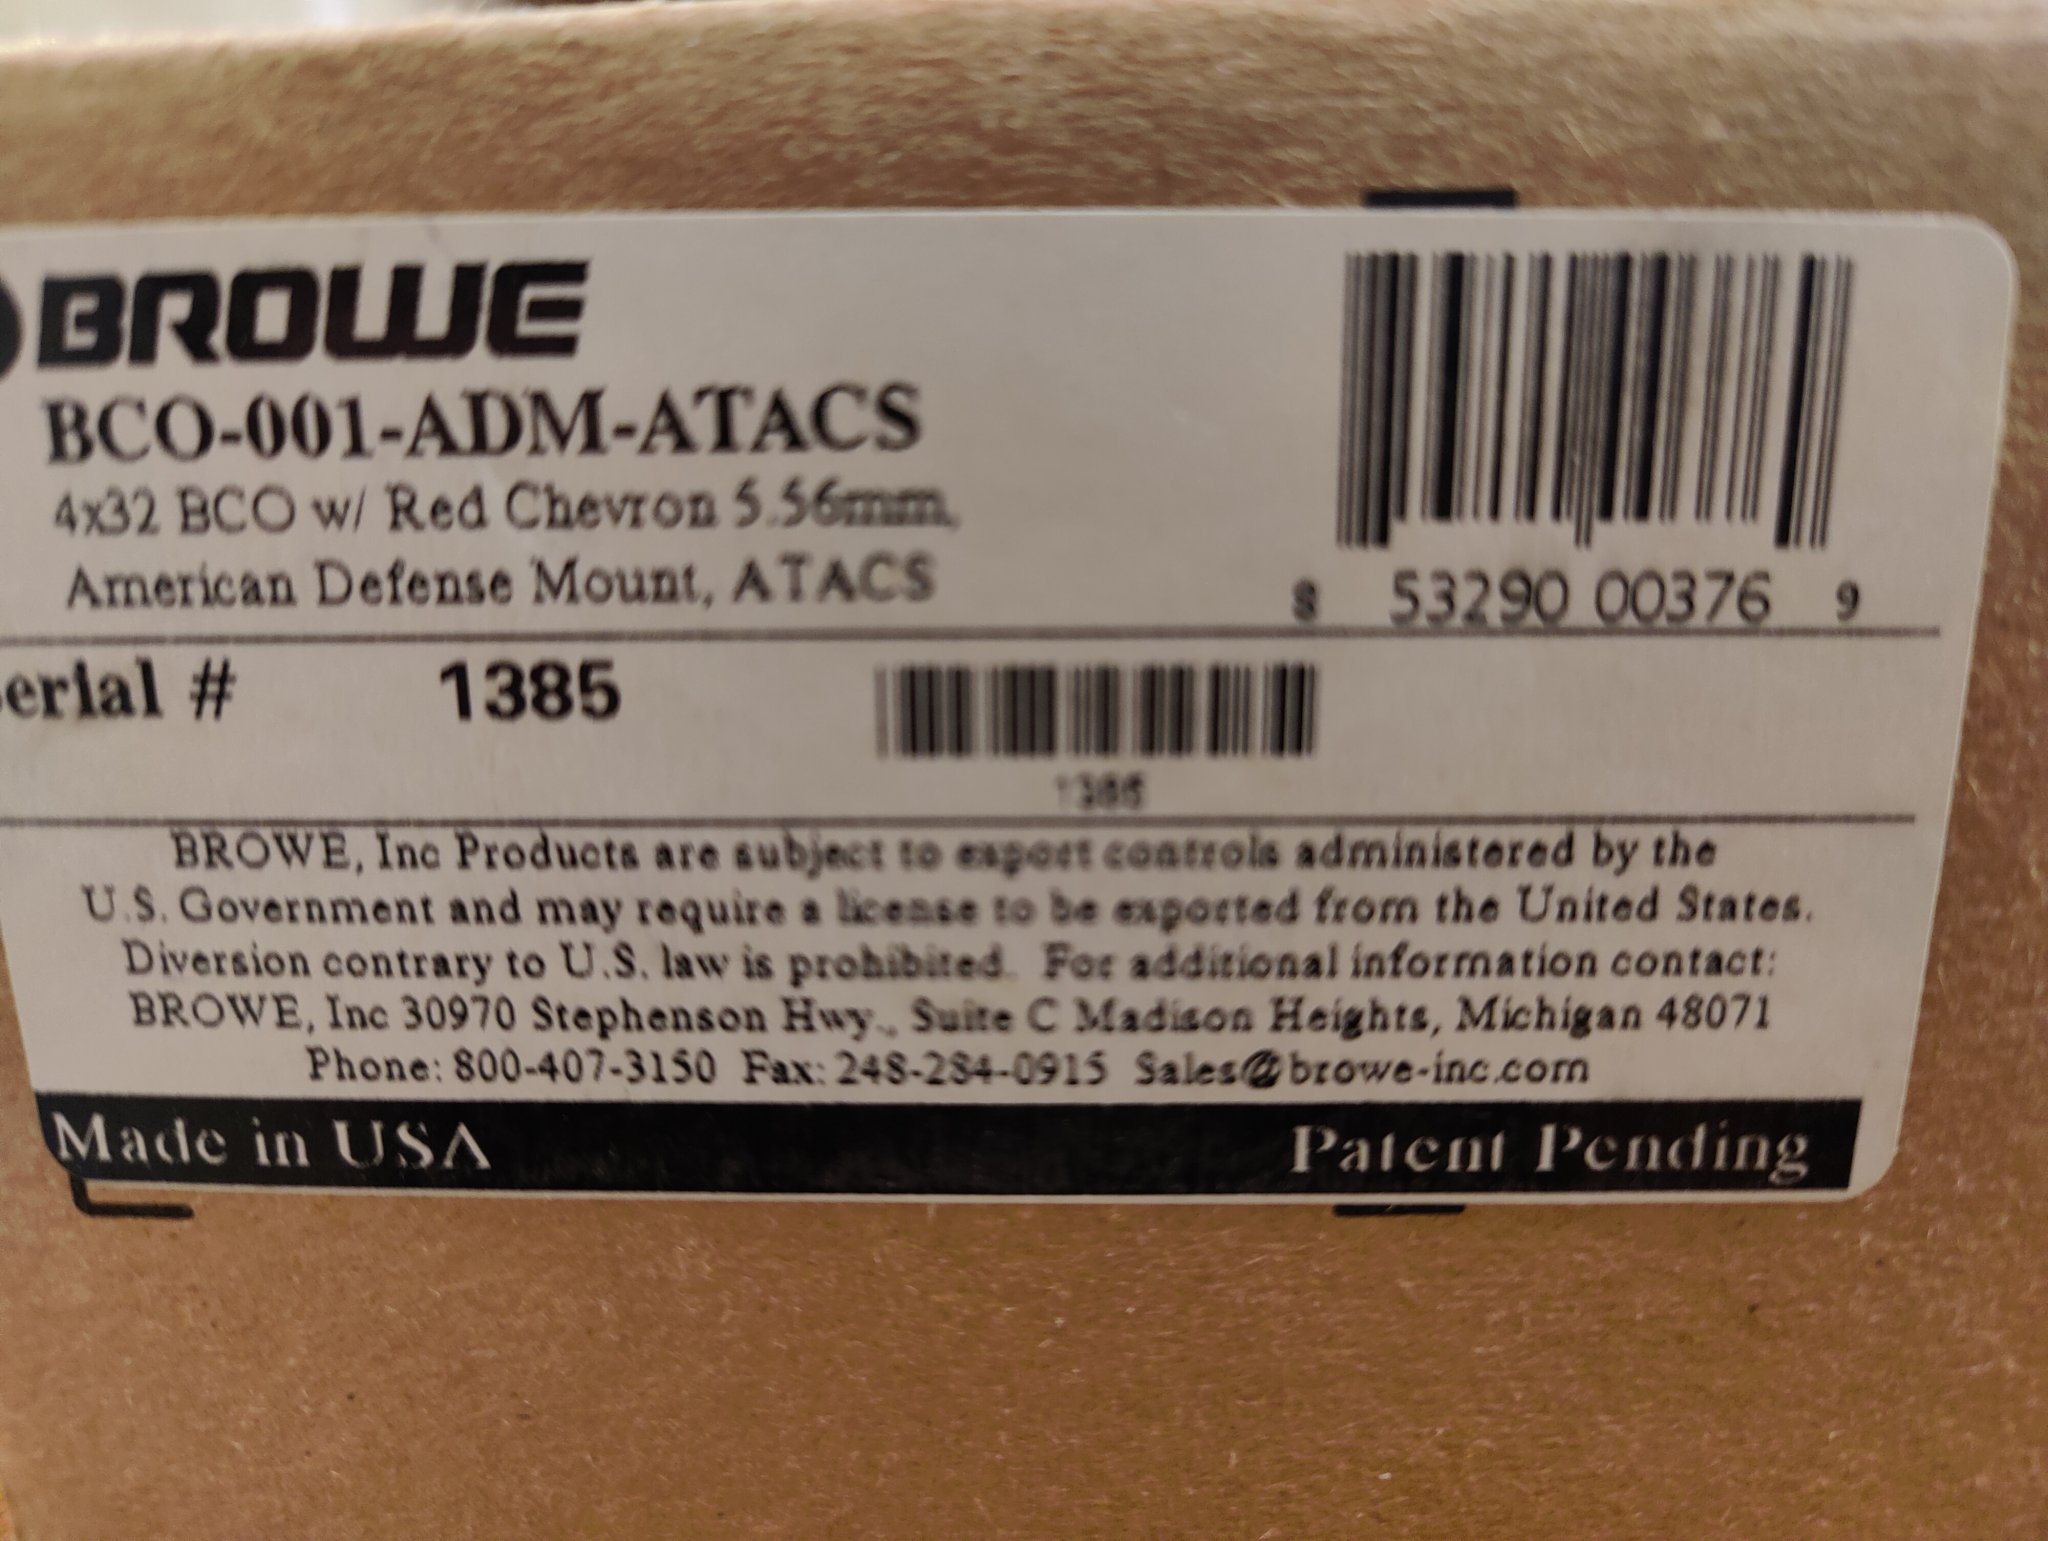 BROWE
BCO-001-ADM-ATACS
4x32 BCO w/ Red Chevron 5.56mm,
American Defense Mount, ATACS
8 53290 00376 9
erial # 1385
1385
BROWE, Inc Products are subject to export controls administered by the
U.S. Government and may require a license to be exported from the United States.
Diversion contrary to U.S. law is prohibited. For additional information contact:
BROWE, Inc 30970 Stephenson Hwy., Suite C Madison Heights, Michigan 48071
Phone: 800-407-3150 Fax: 248-284-0915 Sales@browe-inc.com
Made in USA Patent Pending